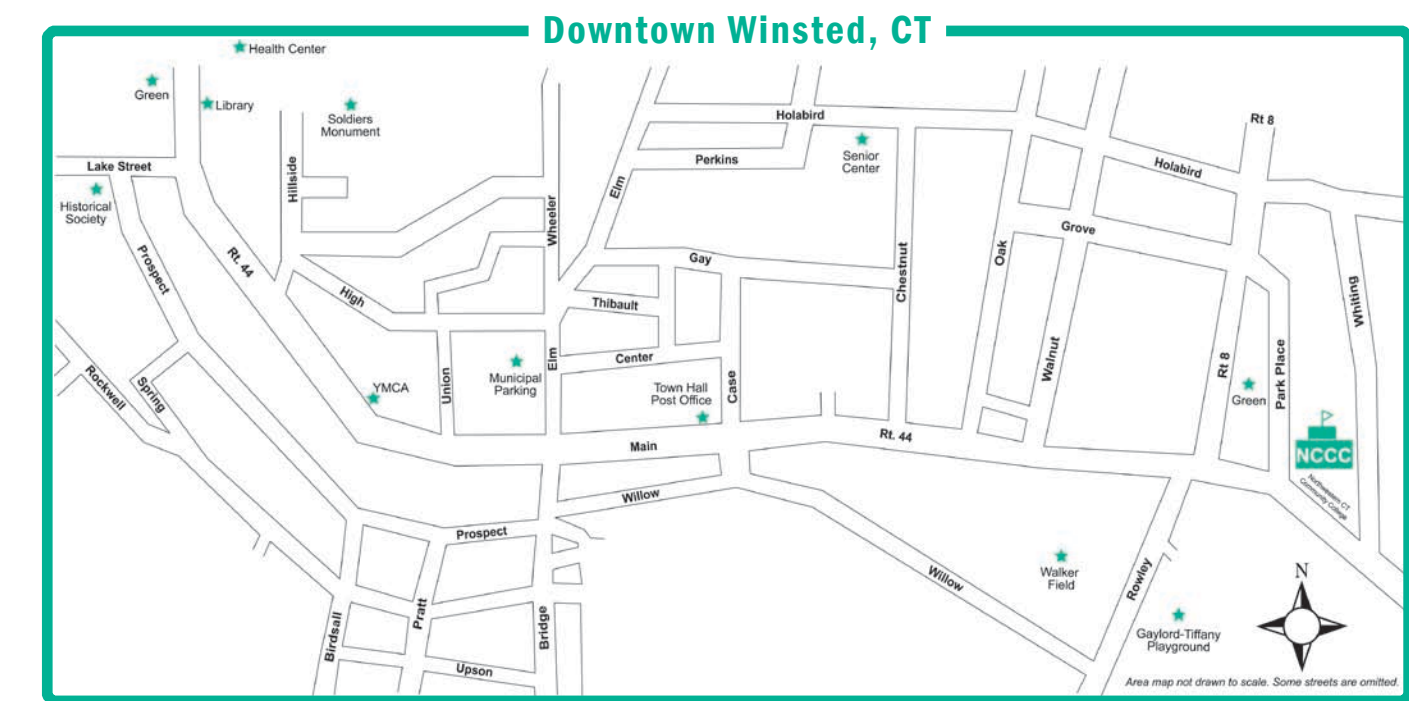 Downtown Winsted, CT
Health Center
Green
Library
Soldiers
Monument
Holabird
Rt 8
Perkins
Senior
Center
Holabird
Lake Street
Historical
Society
Hillside
Elm
Wheeler
Prospect
Rt. 44
Gay
Chestnut
Oak
Grove
Whiting
High
Thibault
Center
Union
Municipal
Parking
Elm
YMCA
Town Hall
Post Office
Case
Walnut
Rt 8
Green
Park Place
Rockwell
Spring
Main
Rt. 44
NCCC
Northwestern CT
Community College
Willow
Prospect
Willow
Walker
Field
Rowley
Gaylord-Tiffany
Playground
N
Birdsall
Pratt
Bridge
Upson
Area map not drawn to scale. Some streets are omitted.